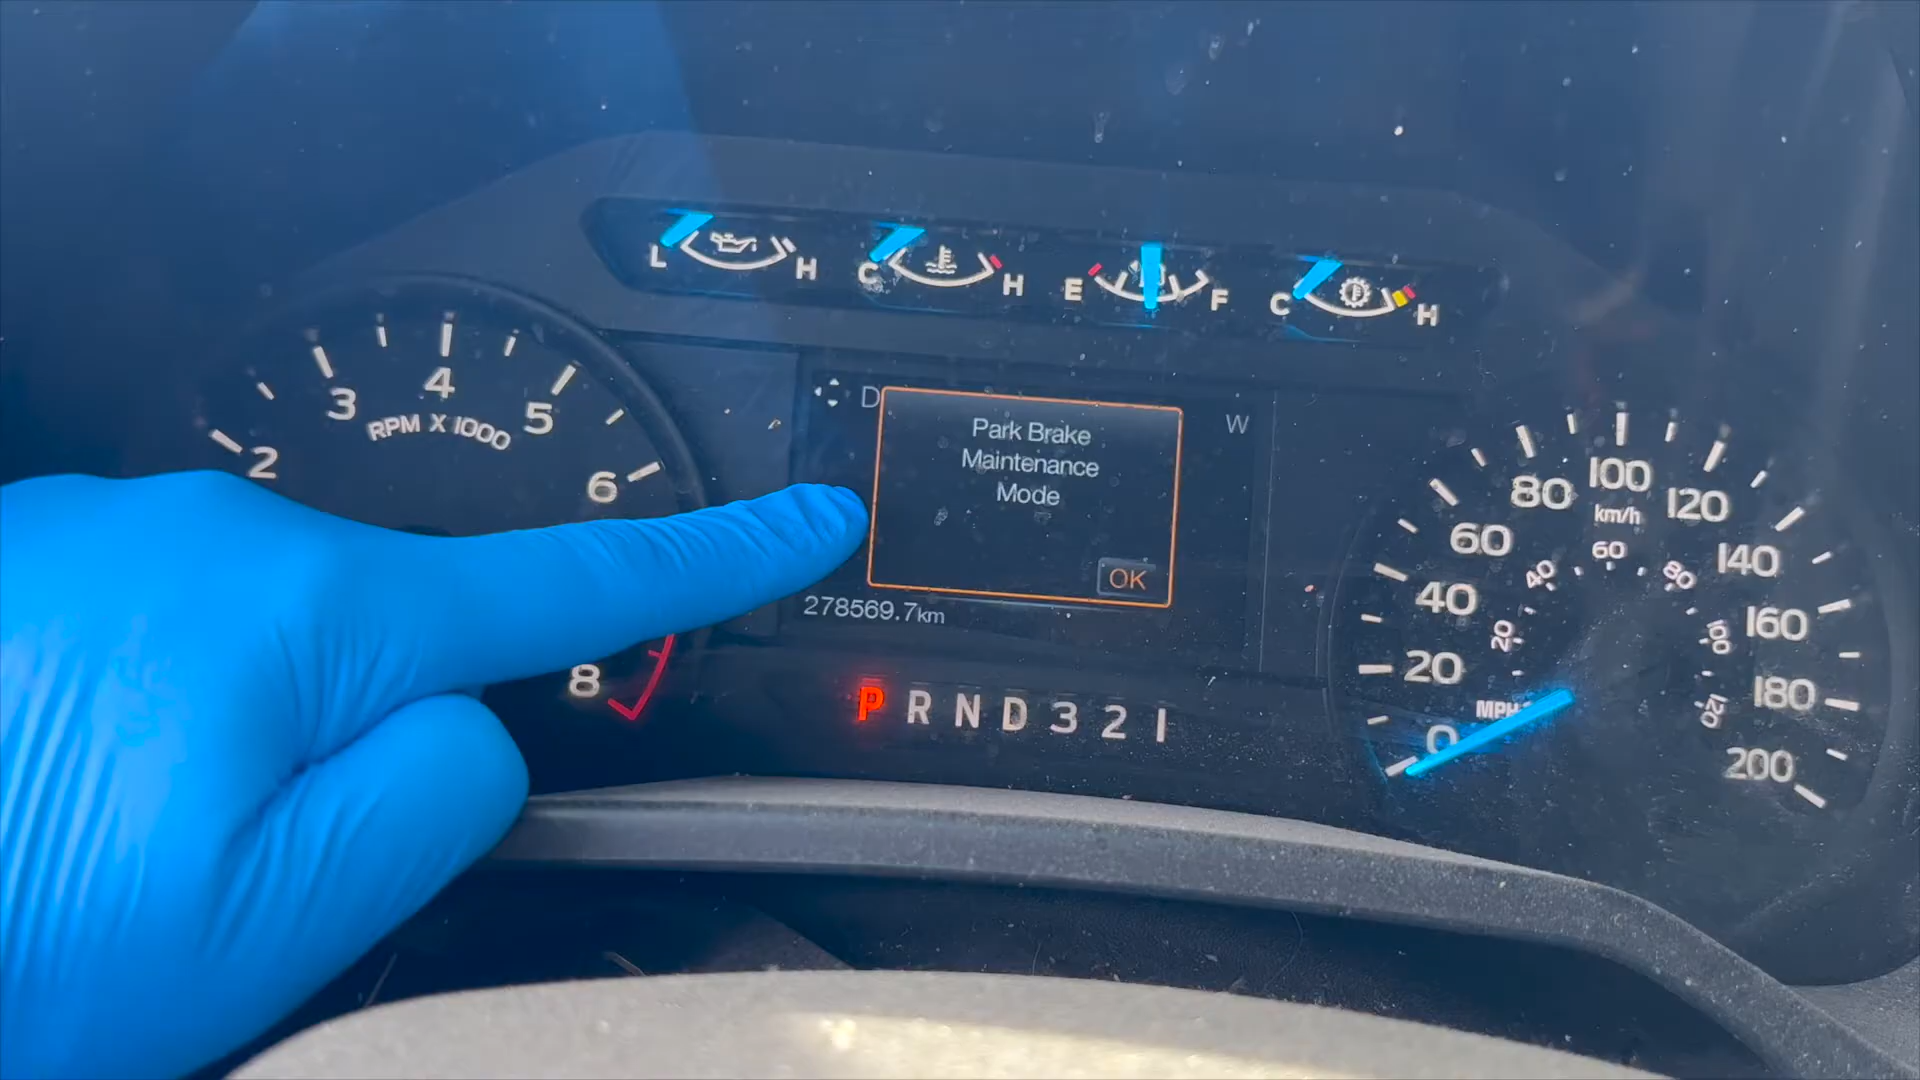 L H
C H
E F
C H
2
3
4
5
6
8
RPM X 1000
D
W
Park Brake
Maintenance
Mode
OK
278569.7km
P R N D 3 2 1
0
20
40
60
80
100
120
140
160
180
200
km/h
20
40
60
80
100
120
MPH